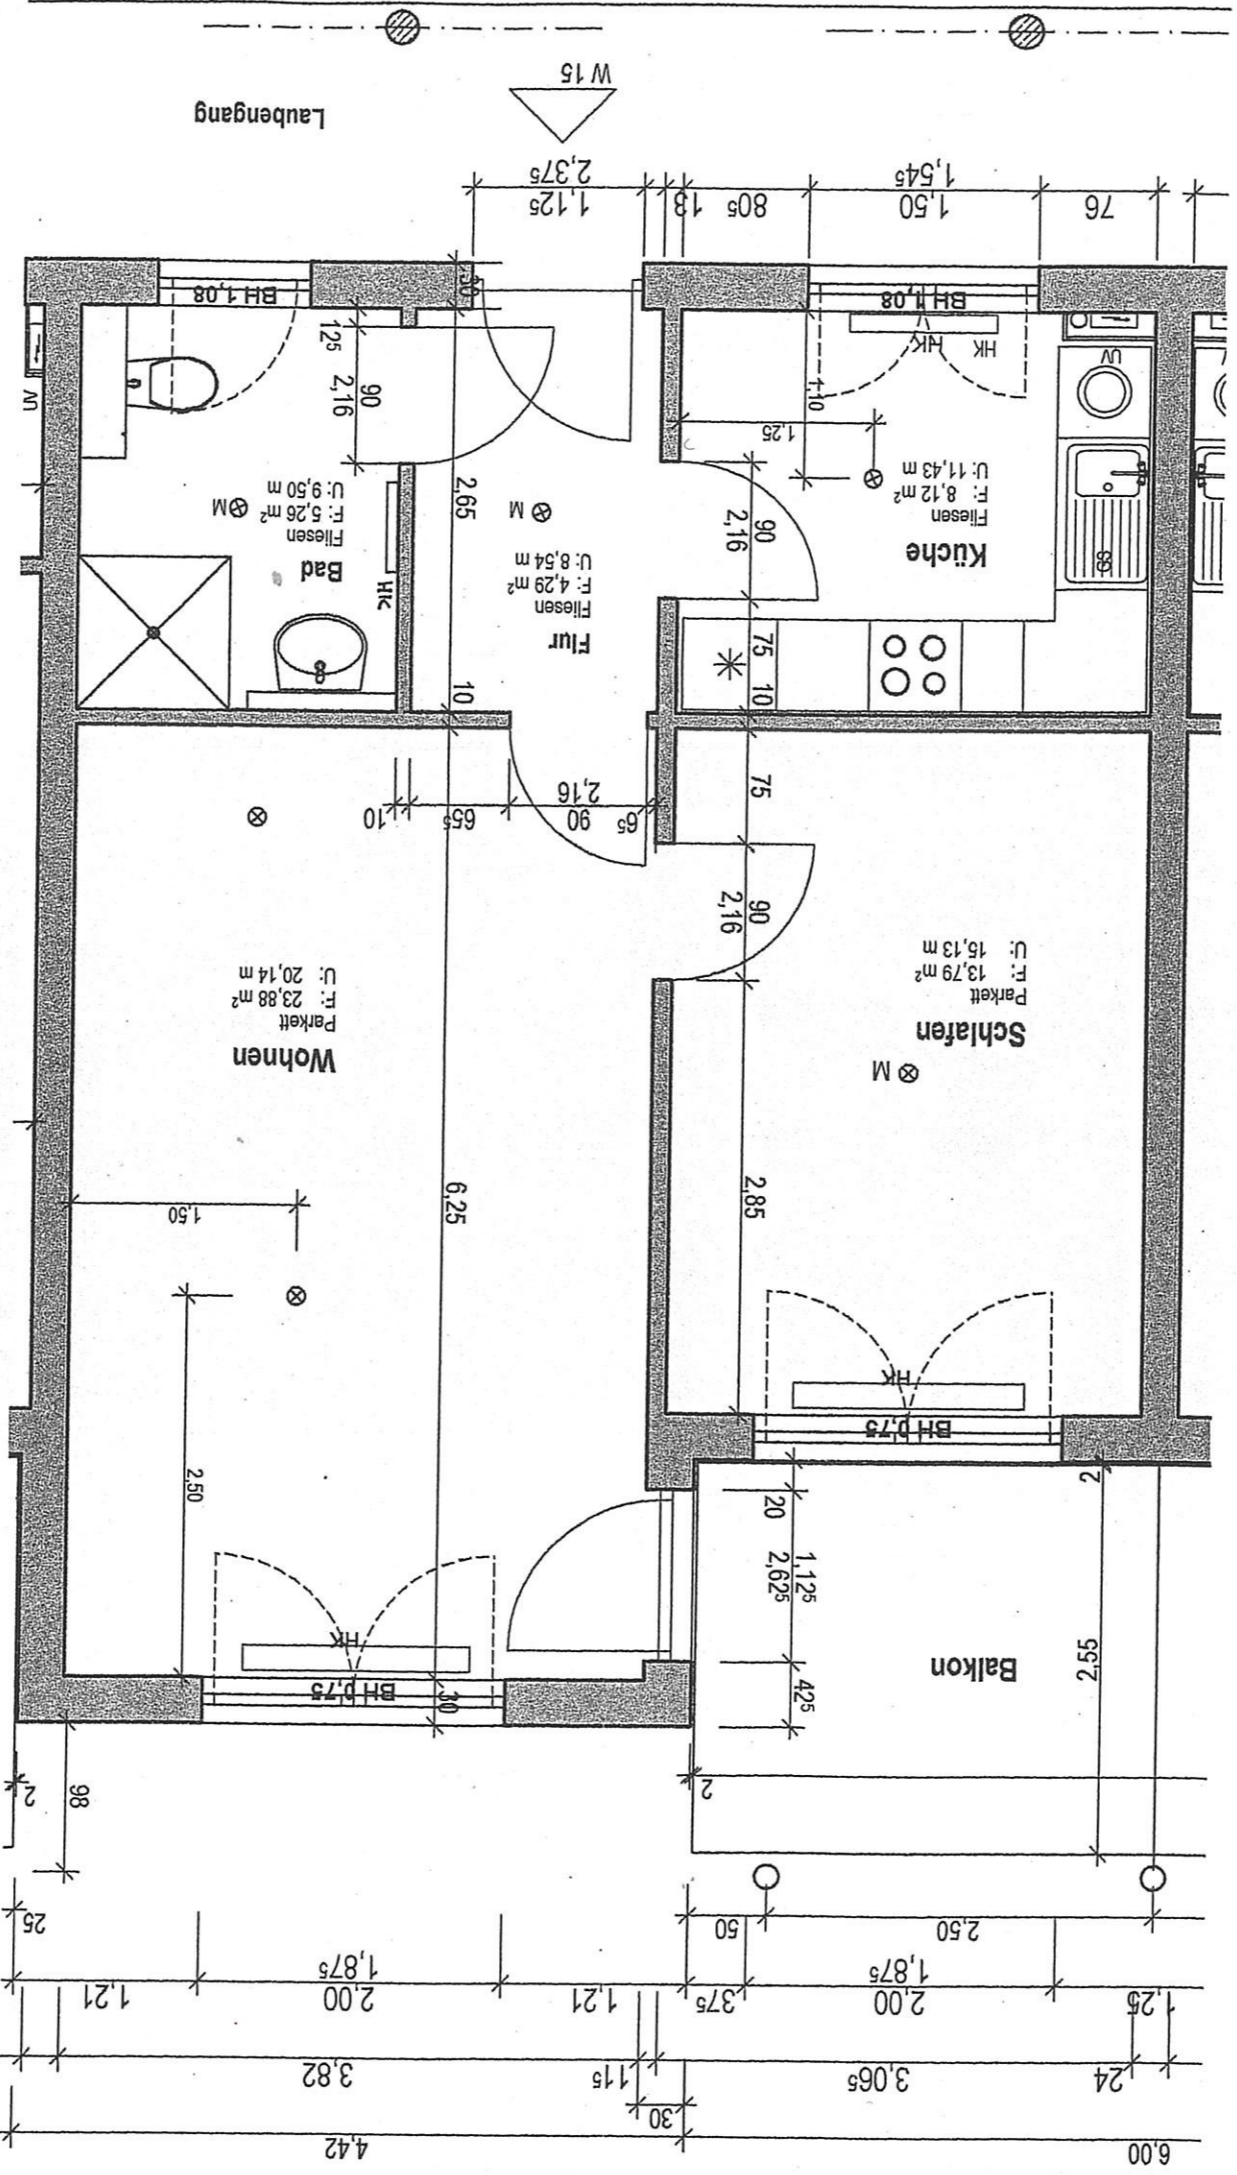 6,00
4,42
30
24
3,06⁵
11⁵
3,82
1,25
2,00
1,87⁵
37⁵
1,21
2,00
1,87⁵
1,21
2,50
50
25
2
98
2
Balkon
2,55
2
42⁵
1,12⁵
2,62⁵
20
30
BH 0,75
HK
2,50
BH 0,75
HK
1,50
6,25
2,85
Schlafen
Parkett
F: 13,79 m²
U: 15,13 m
M
Wohnen
Parkett
F: 23,88 m²
U: 20,14 m
90
2,16
75
6⁵
90
2,16
65⁵
10
10
75
10
Küche
Fliesen
F: 8,12 m²
U: 11,43 m
GS
90
2,16
1,25
1,10
UV
HK
HK
BH 1,08
Flur
Fliesen
F: 4,29 m²
U: 8,54 m
M
2,65
Bad
Fliesen
F: 5,26 m²
U: 9,50 m
M
HK
90
2,16
12⁵
30
BH 1,08
UV
76
1,50
1,54⁵
80⁵
13
1,12⁵
2,37⁵
Laubengang
W 15